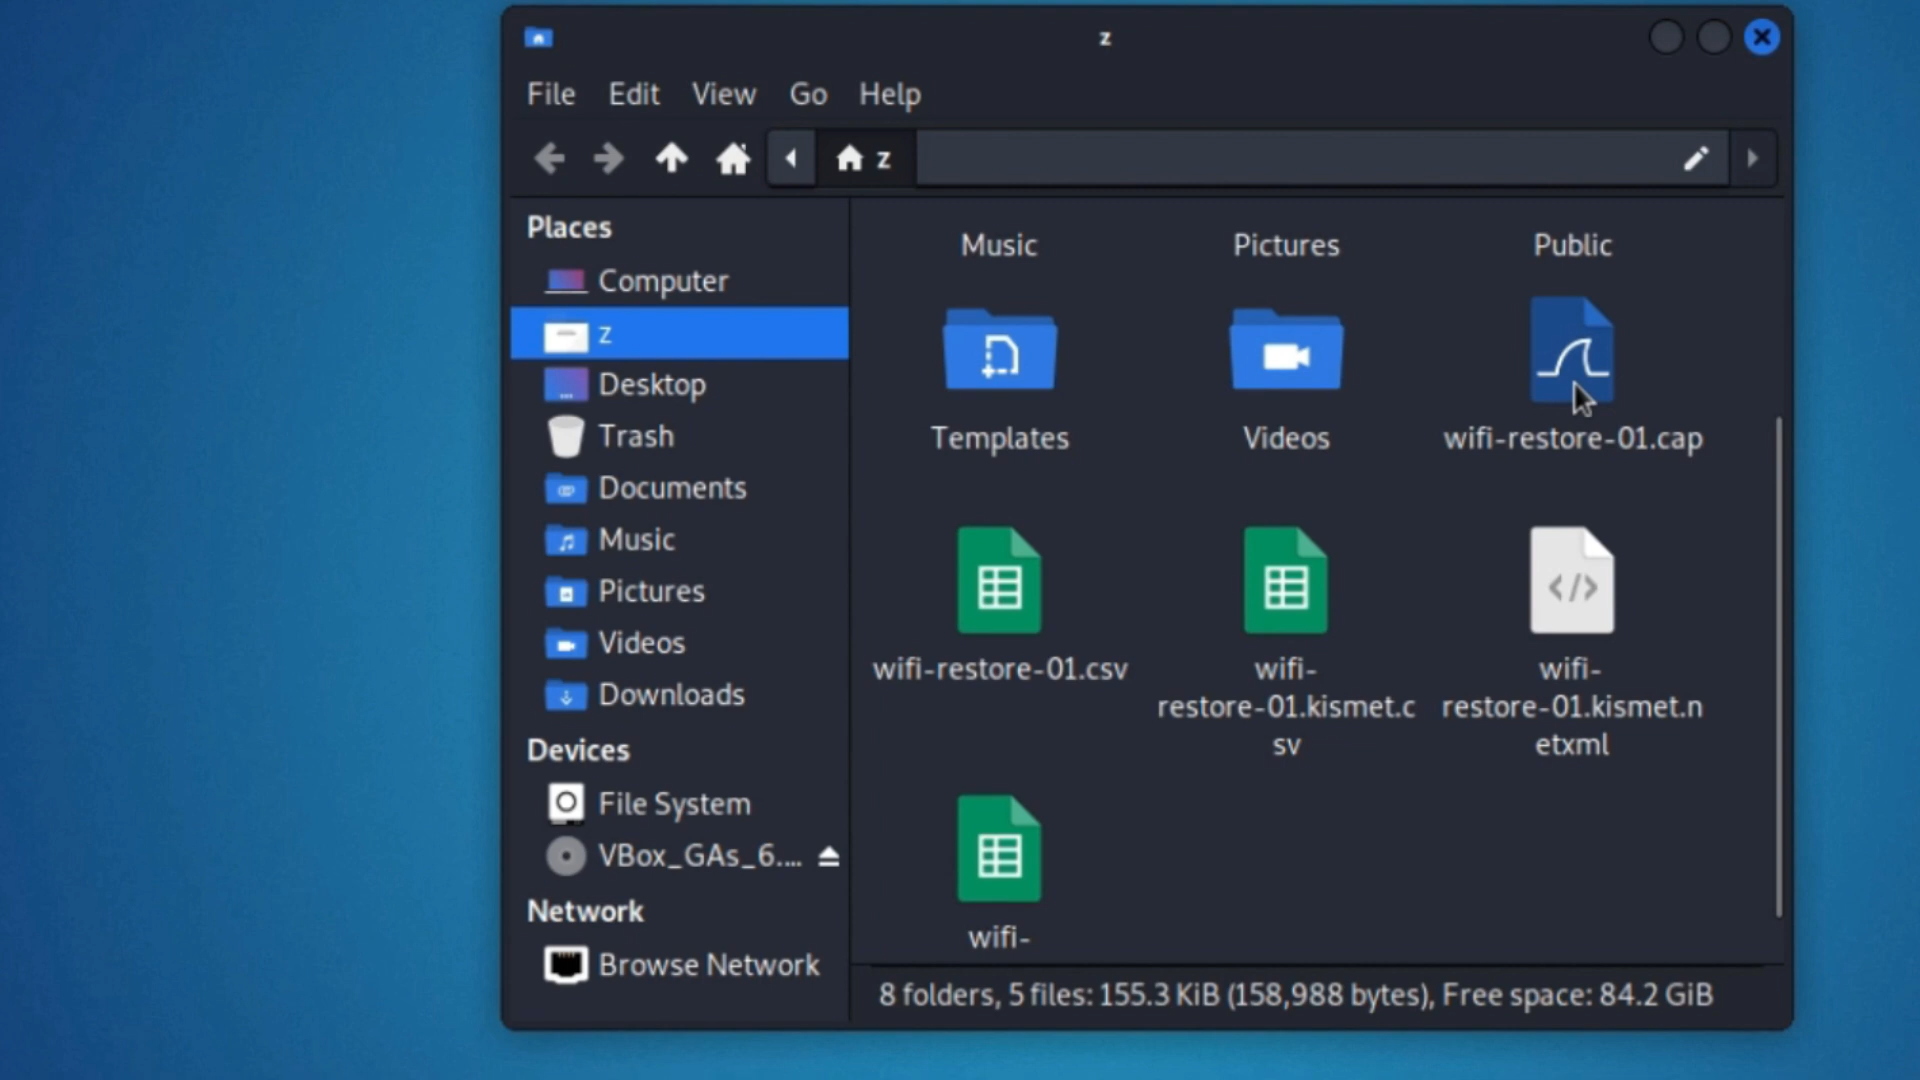 z
File Edit View Go Help
z
Places
Computer
z
Desktop
Trash
Documents
Music
Pictures
Videos
Downloads
Devices
File System
VBox_GAs_6....
Network
Browse Network
Music Pictures Public
Templates Videos wifi-restore-01.cap
wifi-restore-01.csv
wifi-
restore-01.kismet.c
sv
wifi-
restore-01.kismet.n
etxml
wifi-
8 folders, 5 files: 155.3 KiB (158,988 bytes), Free space: 84.2 GiB